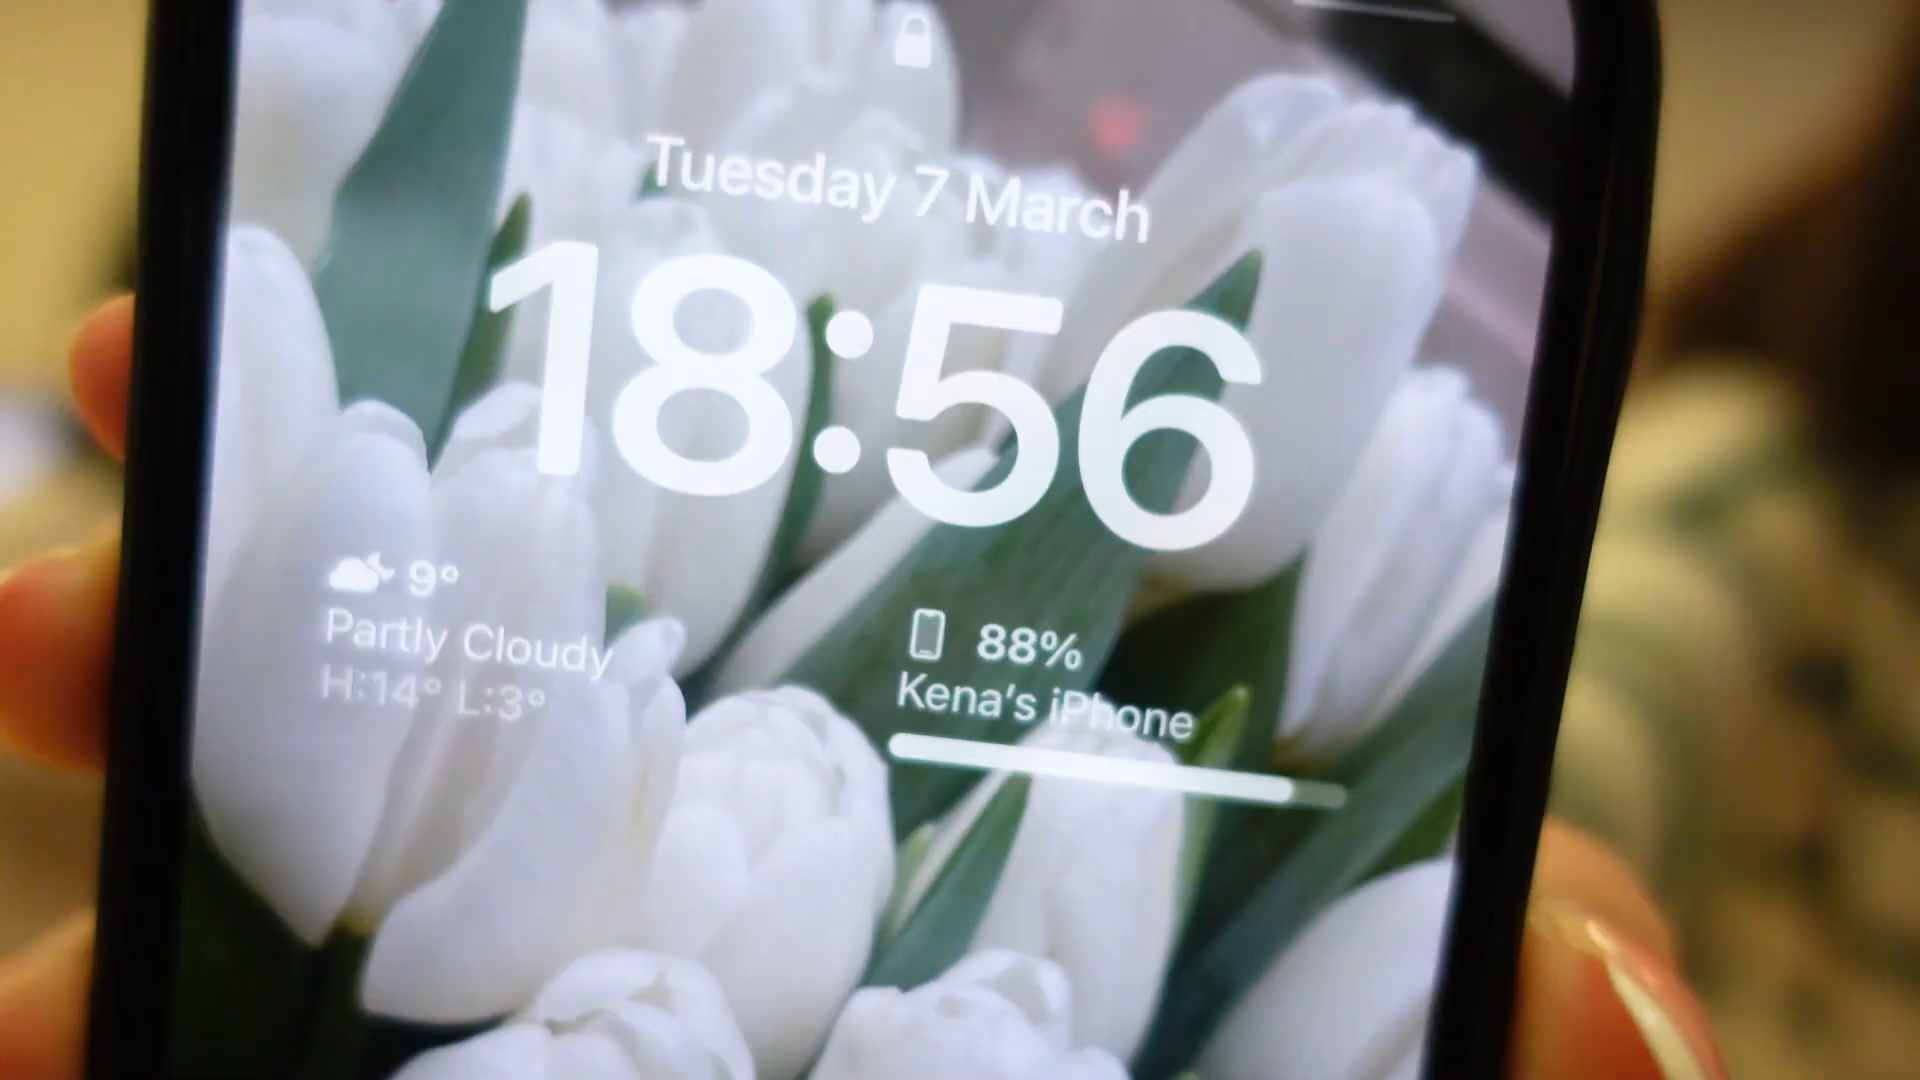 Tuesday 7 March
18:56
9°
Partly Cloudy
H:14° L:3°
88%
Kena's iPhone